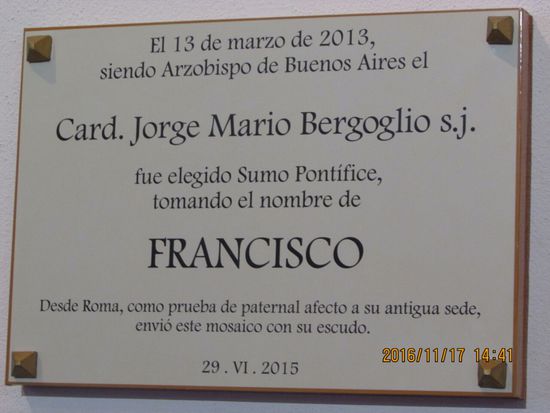 El 13 de marzo de 2013,
siendo Arzobispo de Buenos Aires el
Card. Jorge Mario Bergoglio s.j.
fue elegido Sumo Pontífice,
tomando el nombre de
FRANCISCO
Desde Roma, como prueba de paternal afecto a su antigua sede,
envió este mosaico con su escudo.
29 . VI . 2015
2016/11/17 14:41